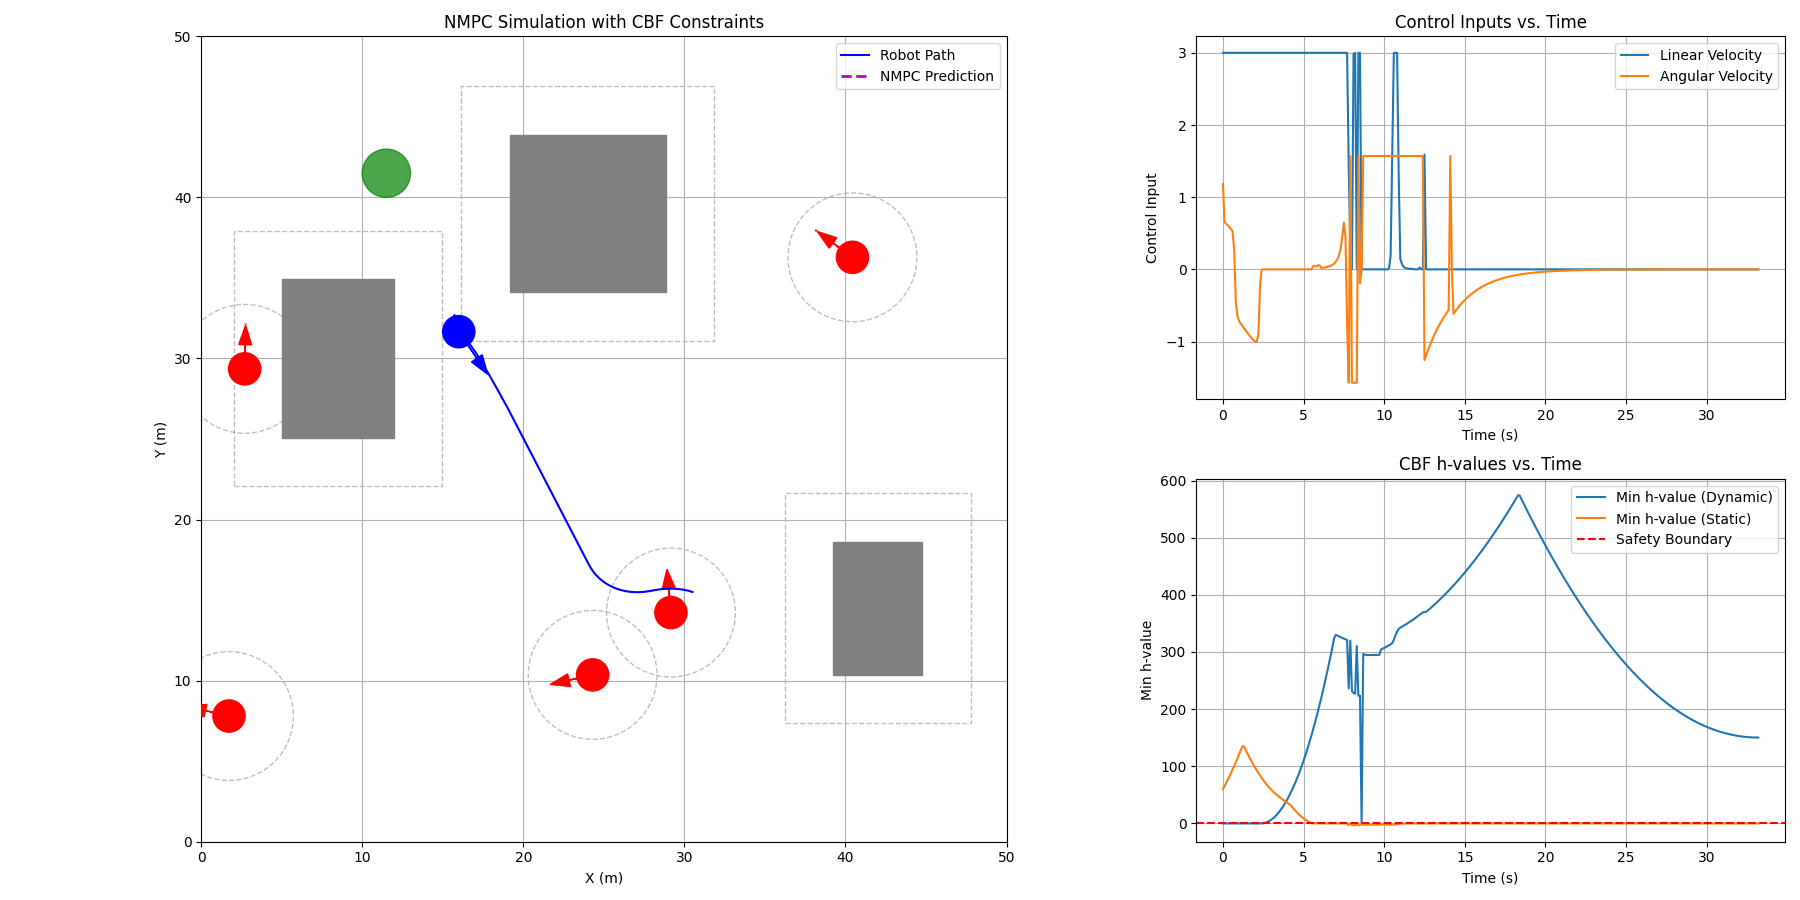 NMPC Simulation with CBF Constraints
50
40
30
20
10
0
Y (m)
0 10 20 30 40 50
X (m)
Robot Path
NMPC Prediction
Control Inputs vs. Time
3
2
1
0
−1
Control Input
0 5 10 15 20 25 30
Time (s)
Linear Velocity
Angular Velocity
CBF h-values vs. Time
600
500
400
300
200
100
0
Min h-value
0 5 10 15 20 25 30
Time (s)
Min h-value (Dynamic)
Min h-value (Static)
Safety Boundary